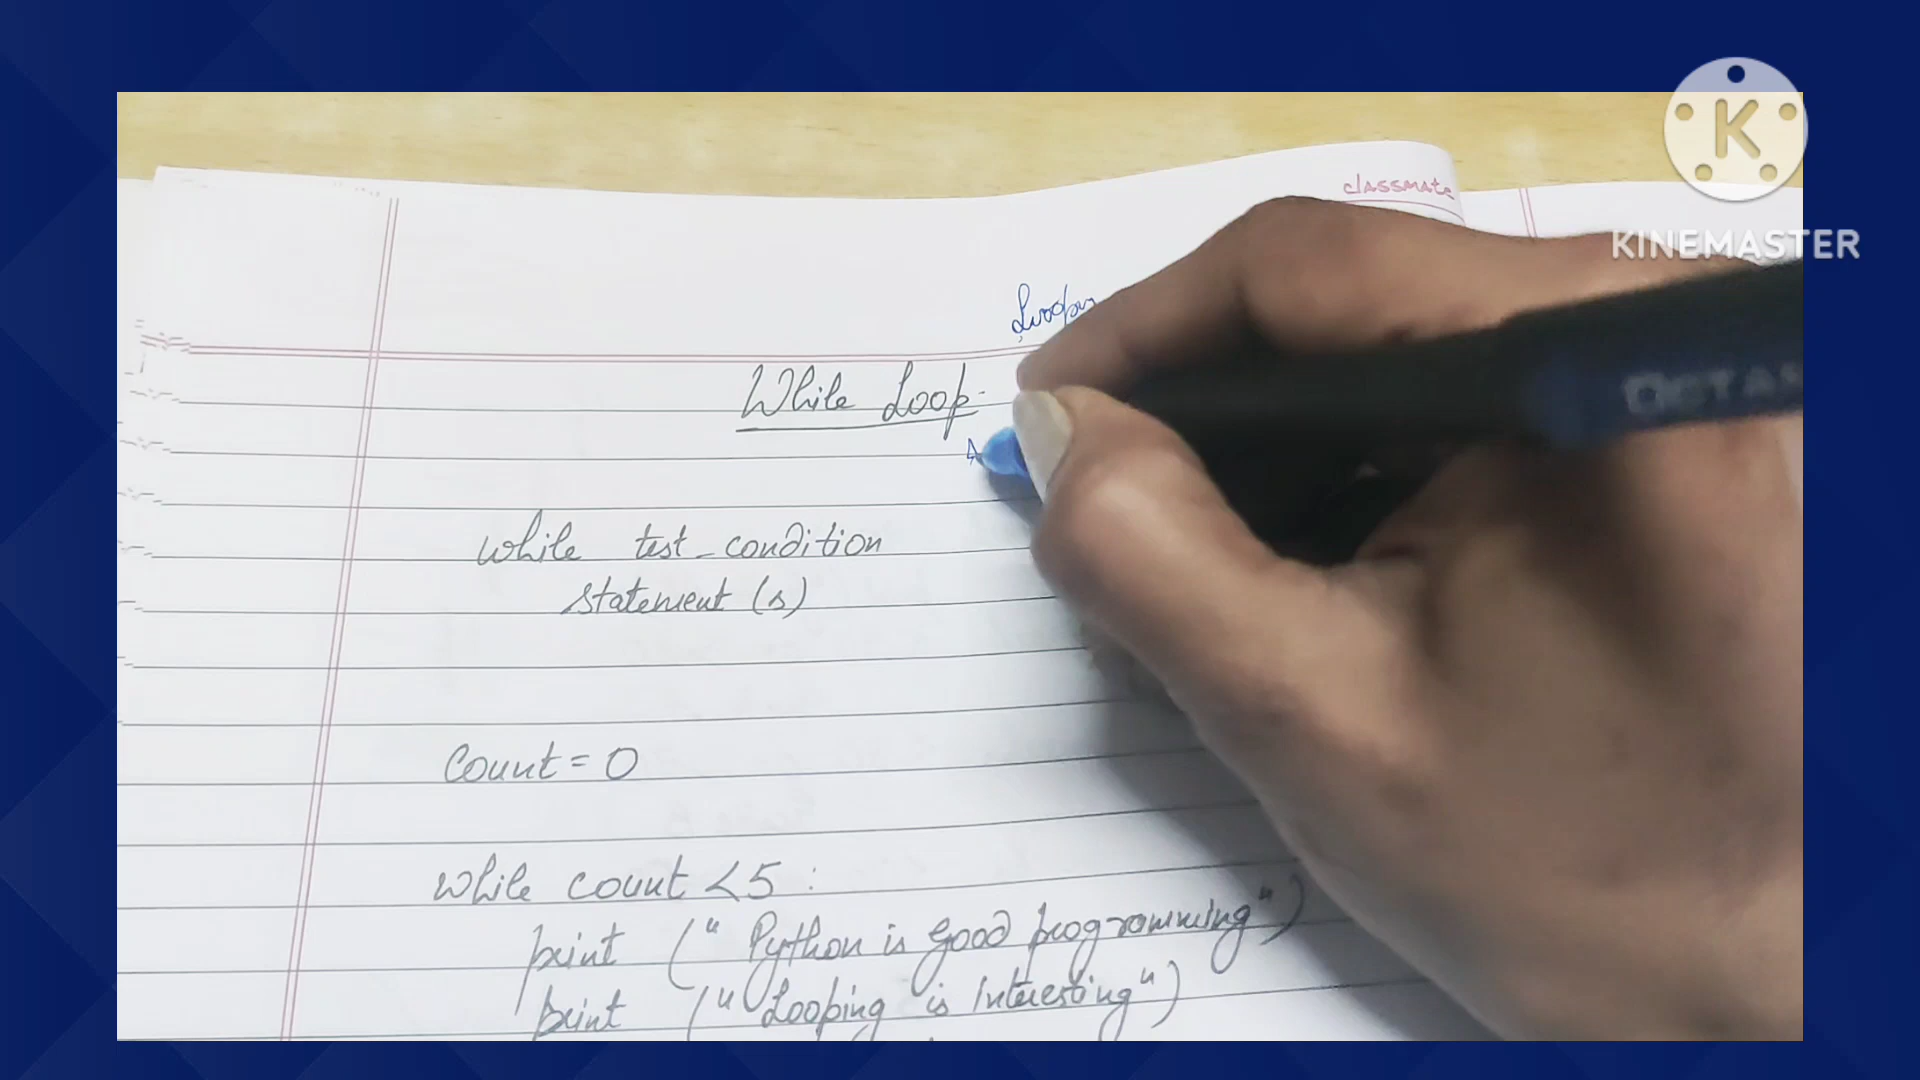 K
KINEMASTER
classmate
While Loop
OCTA
while test_condition
statement (s)
Count = 0
while count < 5 :
print (" Python is good programming")
print (" Looping is Interesting")